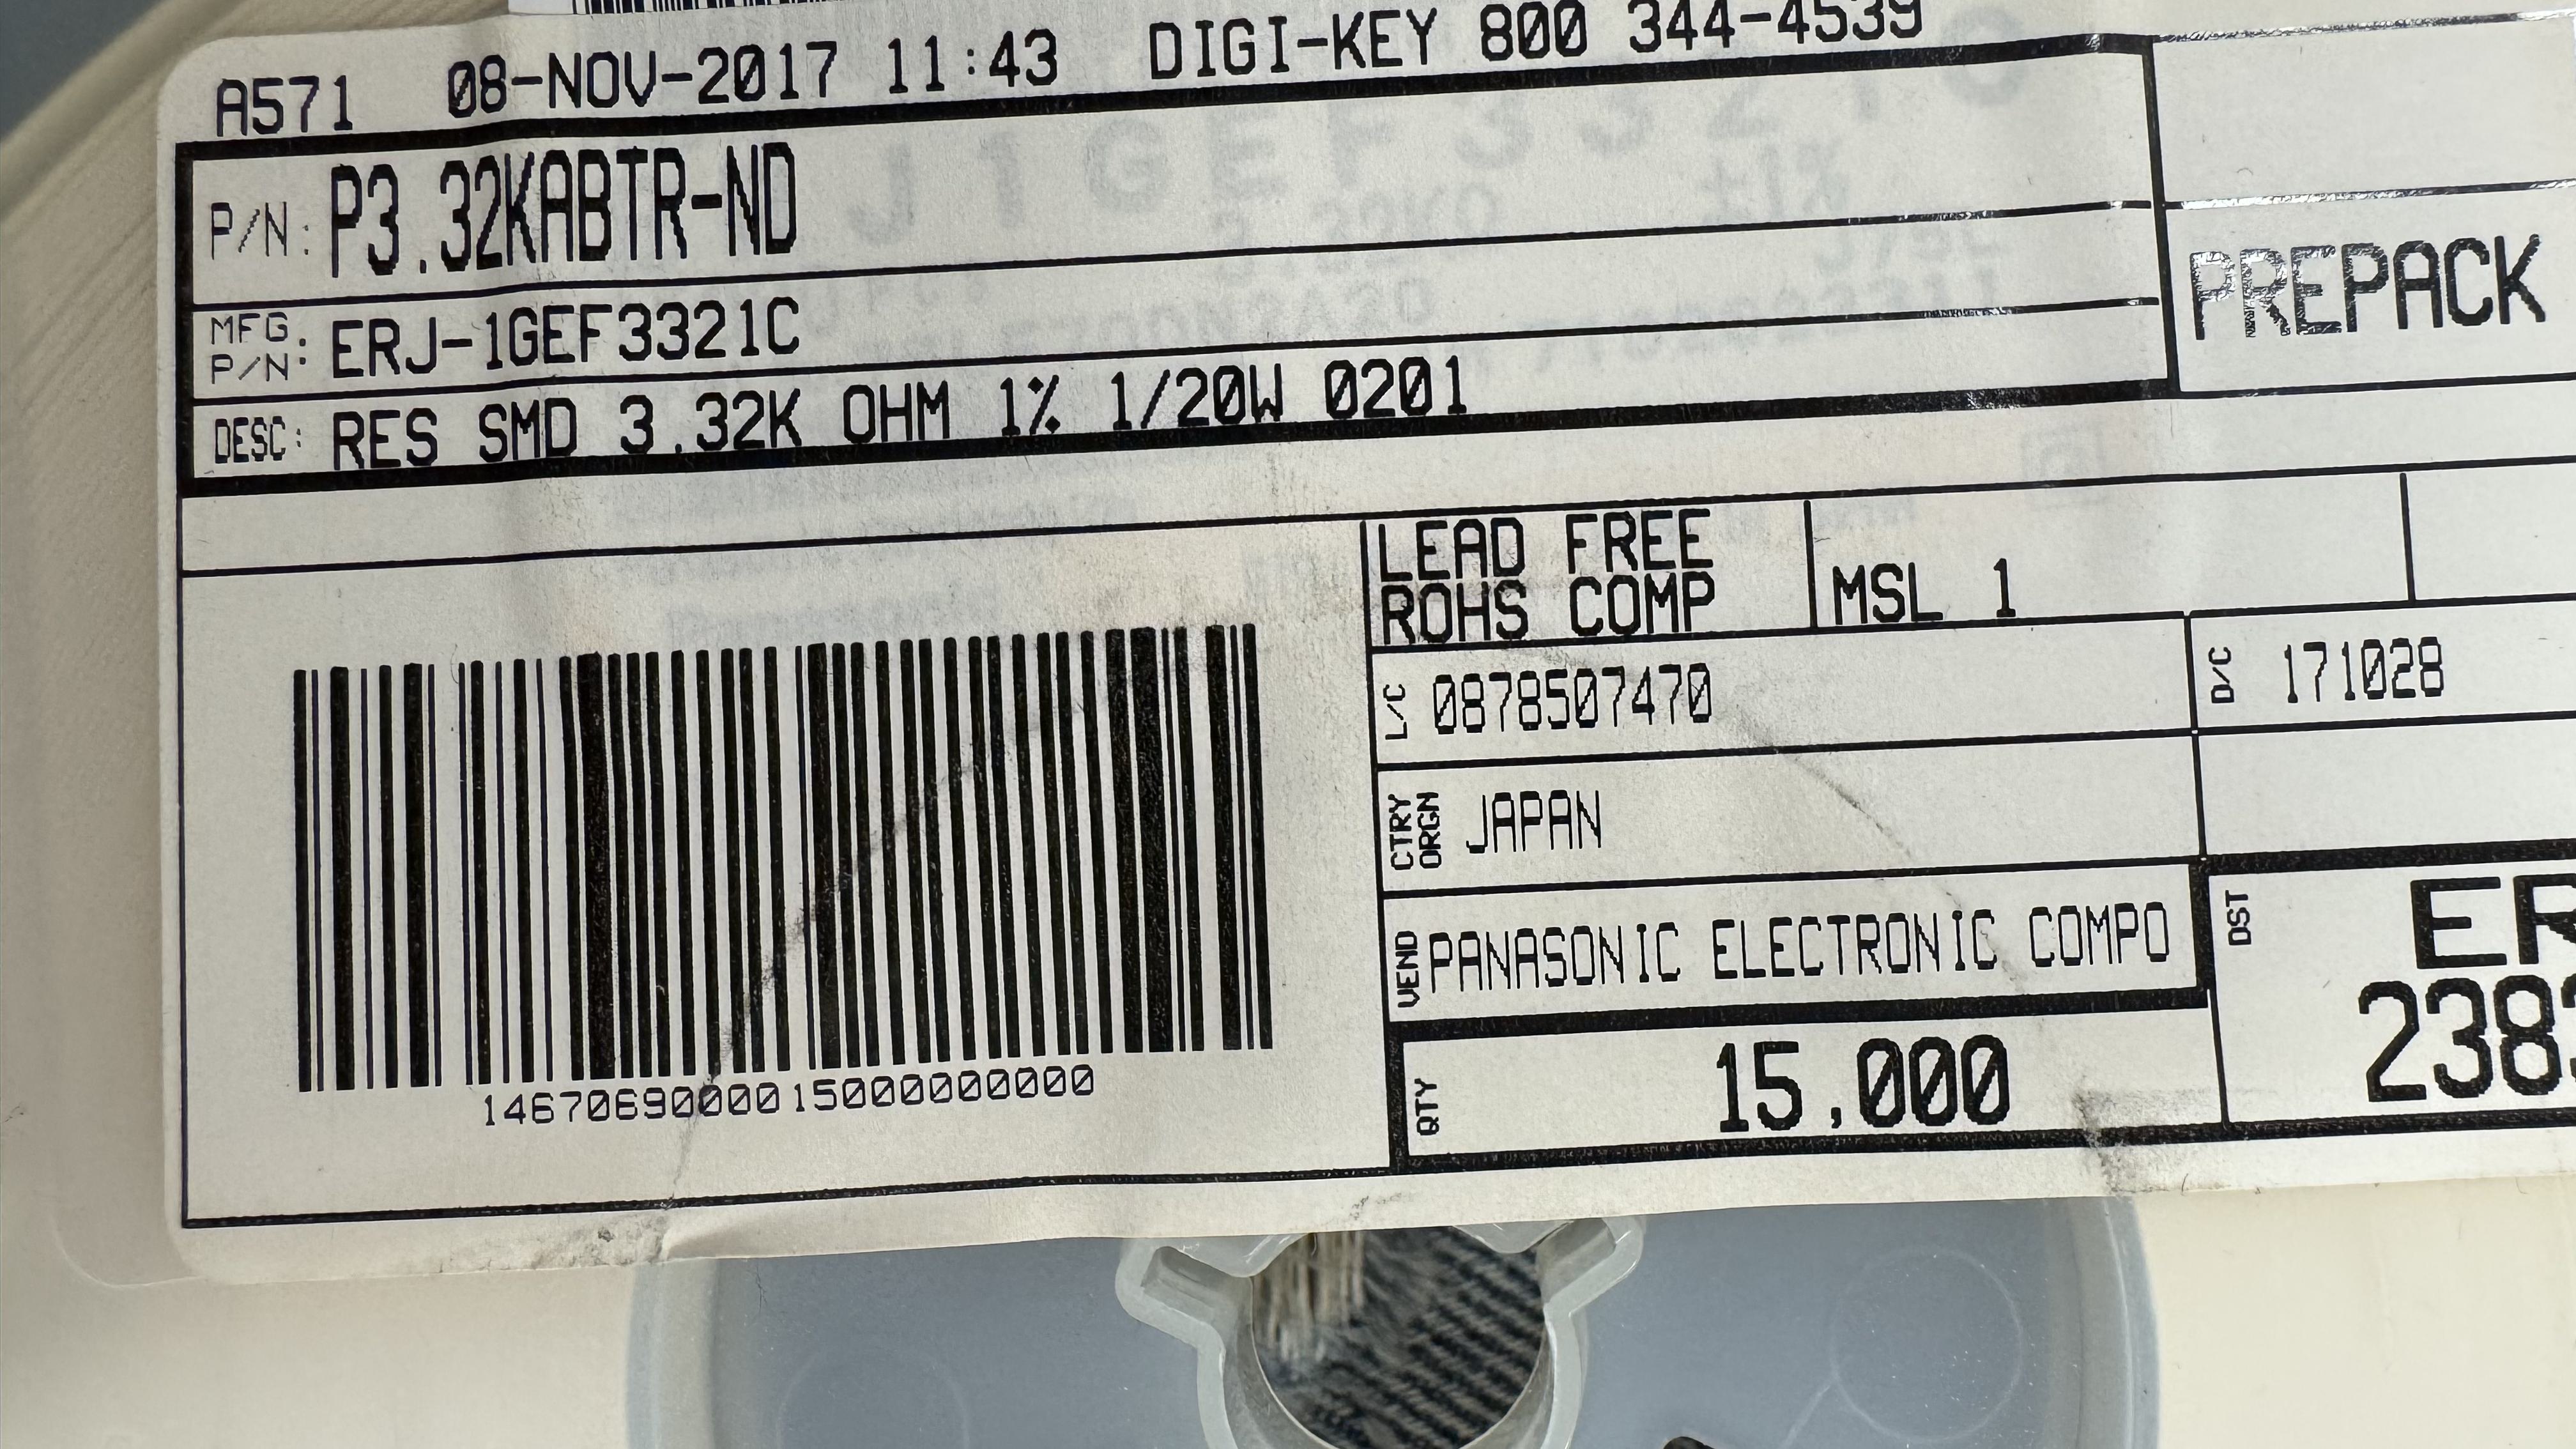 A571 08-NOV-2017 11:43 DIGI-KEY 800 344-4539
P/N: P3.32KABTR-ND
PREPACK
MFG. P/N: ERJ-1GEF3321C
DESC: RES SMD 3.32K OHM 1% 1/20W 0201
LEAD FREE
ROHS COMP
MSL 1
L/C 0878507470
D/C 171028
CTRY ORGN JAPAN
VEND PANASONIC ELECTRONIC COMPO
DST ER
QTY 15,000
1467069000015000000000